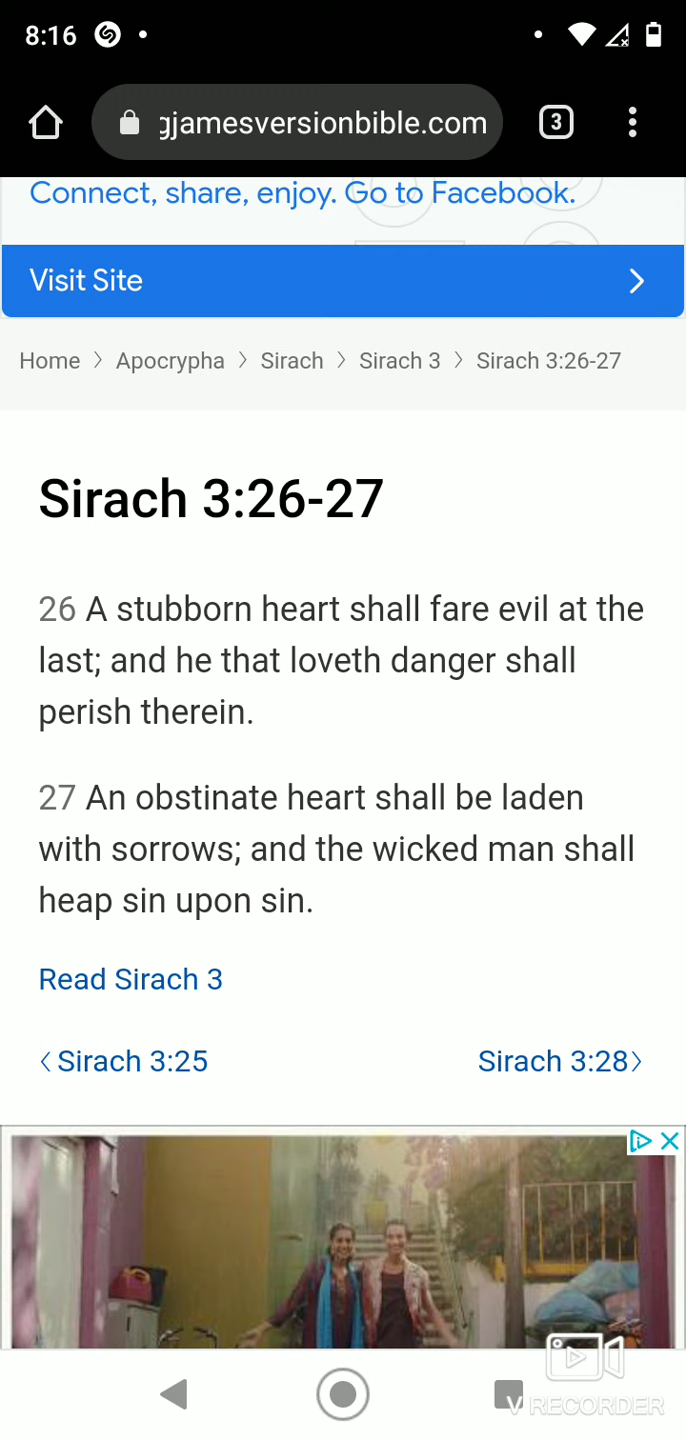 8:16
gjamesversionbible.com
3
Connect, share, enjoy. Go to Facebook.
Visit Site
Home > Apocrypha > Sirach > Sirach 3 > Sirach 3:26-27
Sirach 3:26-27
26 A stubborn heart shall fare evil at the
last; and he that loveth danger shall
perish therein.
27 An obstinate heart shall be laden
with sorrows; and the wicked man shall
heap sin upon sin.
Read Sirach 3
< Sirach 3:25 Sirach 3:28 >
V RECORDER